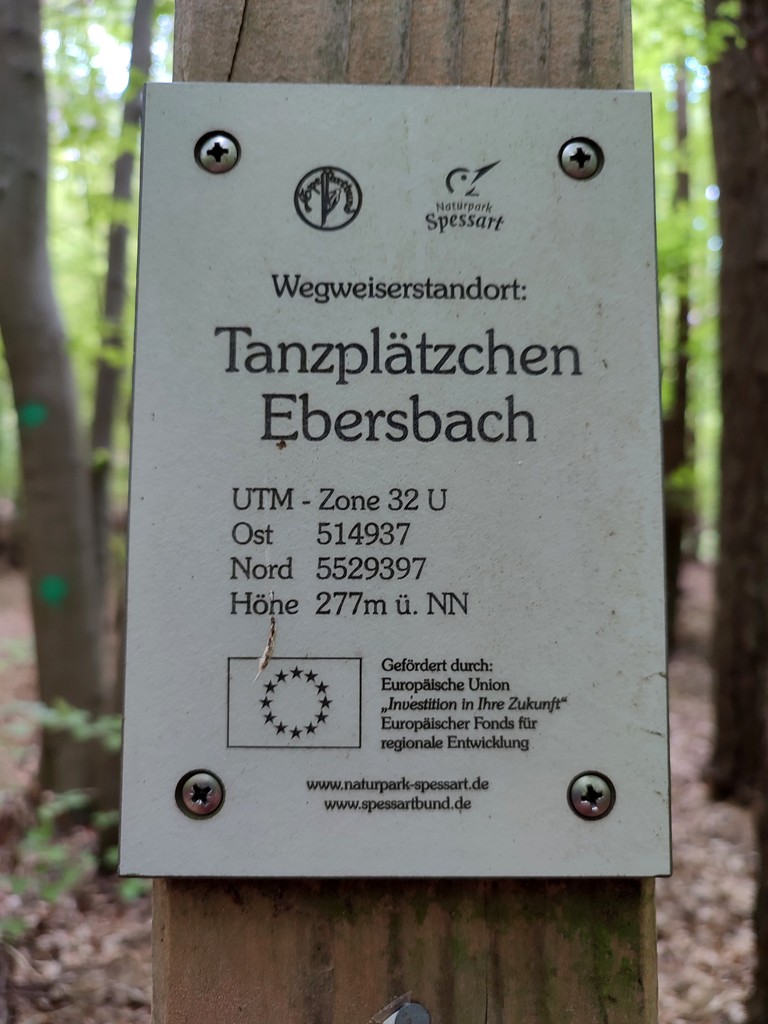 Naturpark
Spessart
Wegweiserstandort:
Tanzplätzchen
Ebersbach
UTM - Zone 32 U
Ost 514937
Nord 5529397
Höhe 277m ü. NN
Gefördert durch:
Europäische Union
„Investition in Ihre Zukunft“
Europäischer Fonds für
regionale Entwicklung
www.naturpark-spessart.de
www.spessartbund.de